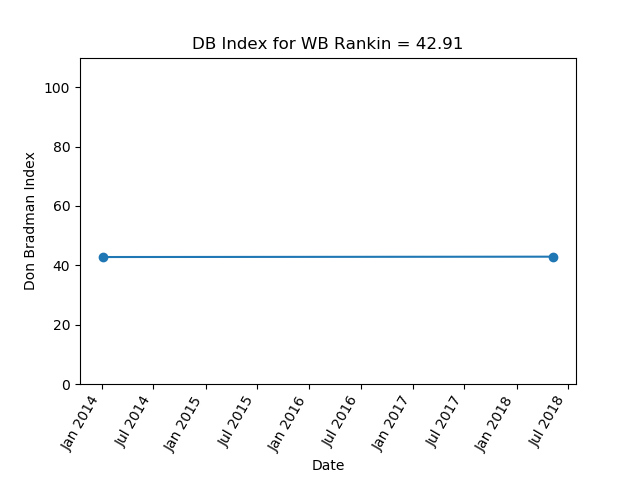 DB Index for WB Rankin = 42.91
Don Bradman Index
100
80
60
40
20
0
Jan 2014
Jul 2014
Jan 2015
Jul 2015
Jan 2016
Jul 2016
Jan 2017
Jul 2017
Jan 2018
Jul 2018
Date